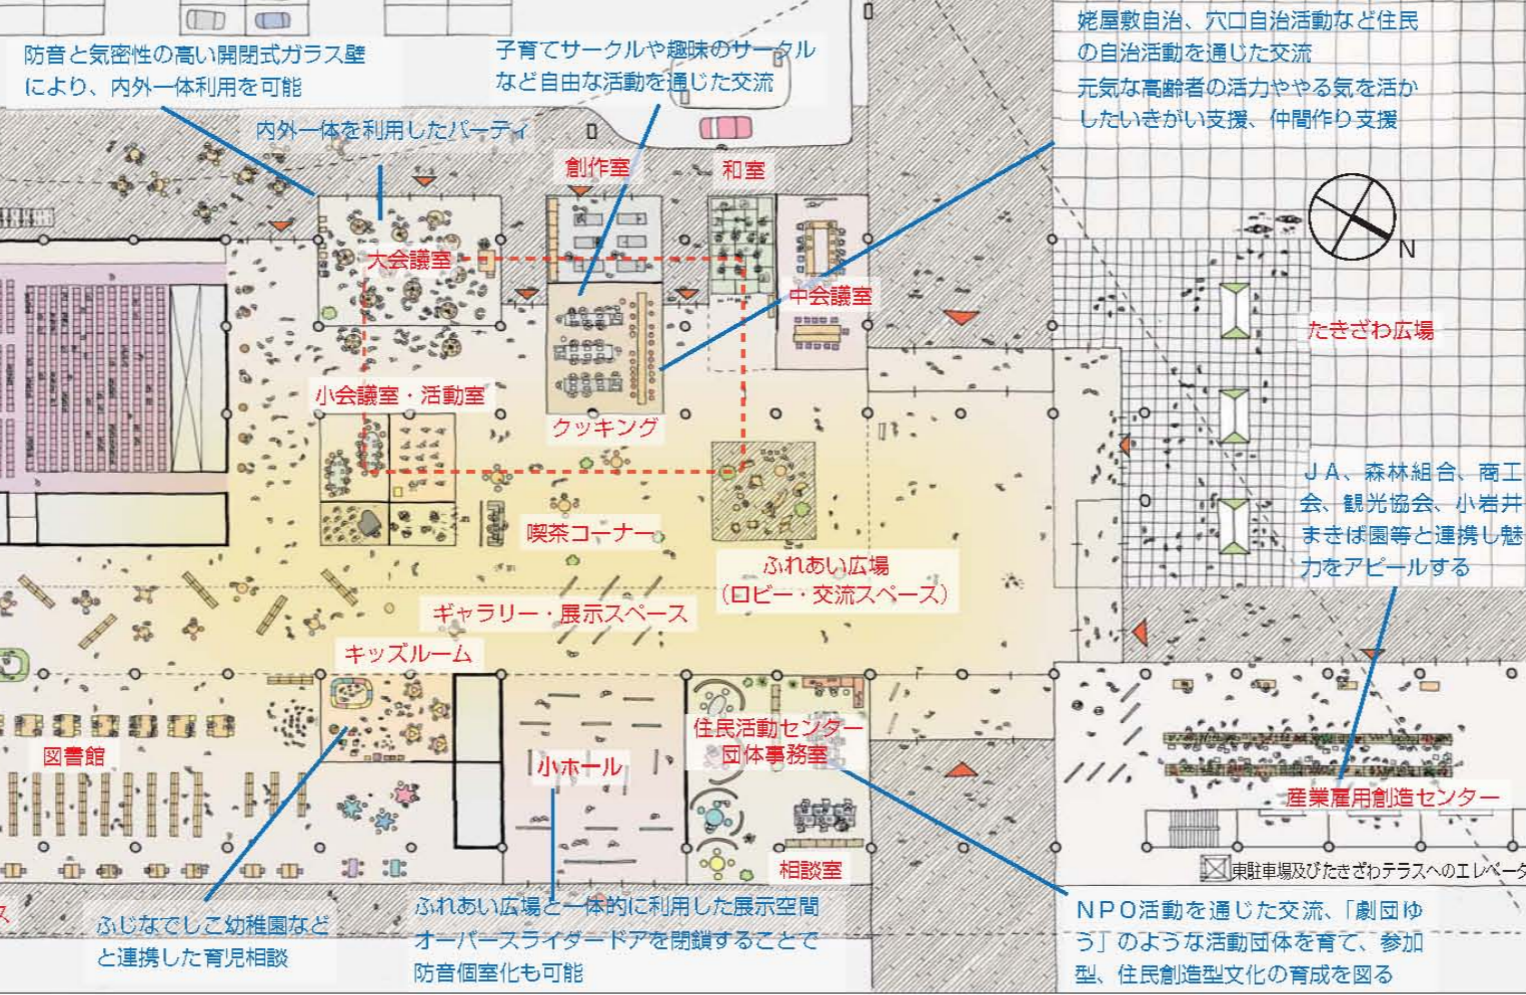 防音と気密性の高い開閉式ガラス壁
により、内外一体利用を可能
子育てサークルや趣味のサークル
など自由な活動を通じた交流
姥屋敷自治、穴口自治活動など住民
の自治活動を通じた交流
元気な高齢者の活力ややる気を活か
したいきがい支援、仲間作り支援
内外一体を利用したパーティ
創作室
和室
大会議室
中会議室
N
たきざわ広場
小会議室・活動室
クッキング
喫茶コーナー
ふれあい広場
（ロビー・交流スペース）
ギャラリー・展示スペース
キッズルーム
JA、森林組合、商工
会、観光協会、小岩井
まきば園等と連携し魅
力をアピールする
図書館
小ホール
住民活動センター
団体事務室
産業雇用創造センター
相談室
東駐車場及びたきざわテラスへのエレベータ
ス
ふじなでしこ幼稚園など
と連携した育児相談
ふれあい広場と一体的に利用した展示空間
オーバースライダードアを閉鎖することで
防音個室化も可能
NPO活動を通じた交流、「劇団ゆ
う」のような活動団体を育て、参加
型、住民創造型文化の育成を図る